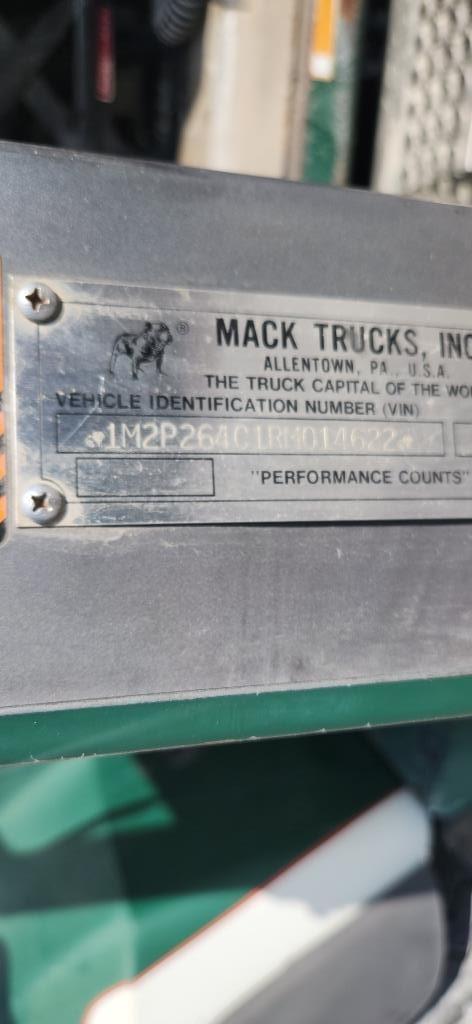 ®
MACK TRUCKS, INC
ALLENTOWN, PA., U.S.A.
THE TRUCK CAPITAL OF THE WO
VEHICLE IDENTIFICATION NUMBER (VIN)
1M2P264C1RM014622
"PERFORMANCE COUNTS"